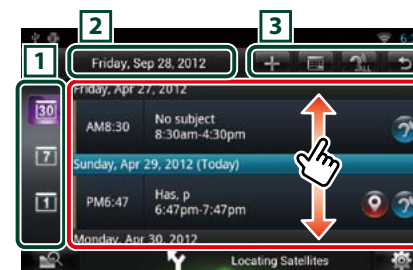 2
3
1
Friday, Sep 28, 2012
ALL
Friday, Apr 27, 2012
30
AM8:30
No subject
8:30am-4:30pm
7
Sunday, Apr 29, 2012 (Today)
1
PM6:47
Has, p
6:47pm-7:47pm
Monday, Apr 30, 2012
Locating Satellites